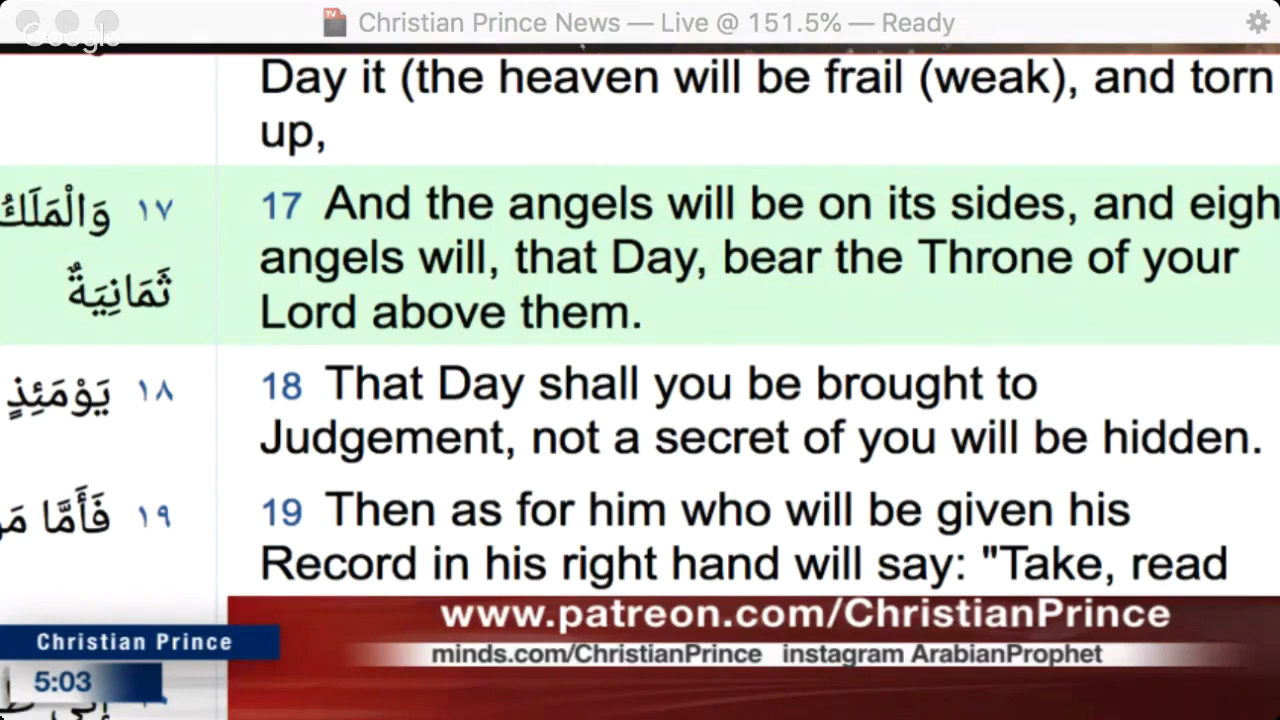 Christian Prince News — Live @ 151.5% — Ready
Google
Day it (the heaven will be frail (weak), and torn
up,
وَالْمَلَكُ ١٧
ثَمَانِيَةٌ
17 And the angels will be on its sides, and eigh
angels will, that Day, bear the Throne of your
Lord above them.
يَوْمَئِذٍ ١٨
18 That Day shall you be brought to
Judgement, not a secret of you will be hidden.
فَأَمَّا ١٩
19 Then as for him who will be given his
Record in his right hand will say: "Take, read
www.patreon.com/ChristianPrince
Christian Prince
minds.com/ChristianPrince instagram ArabianProphet
5:03